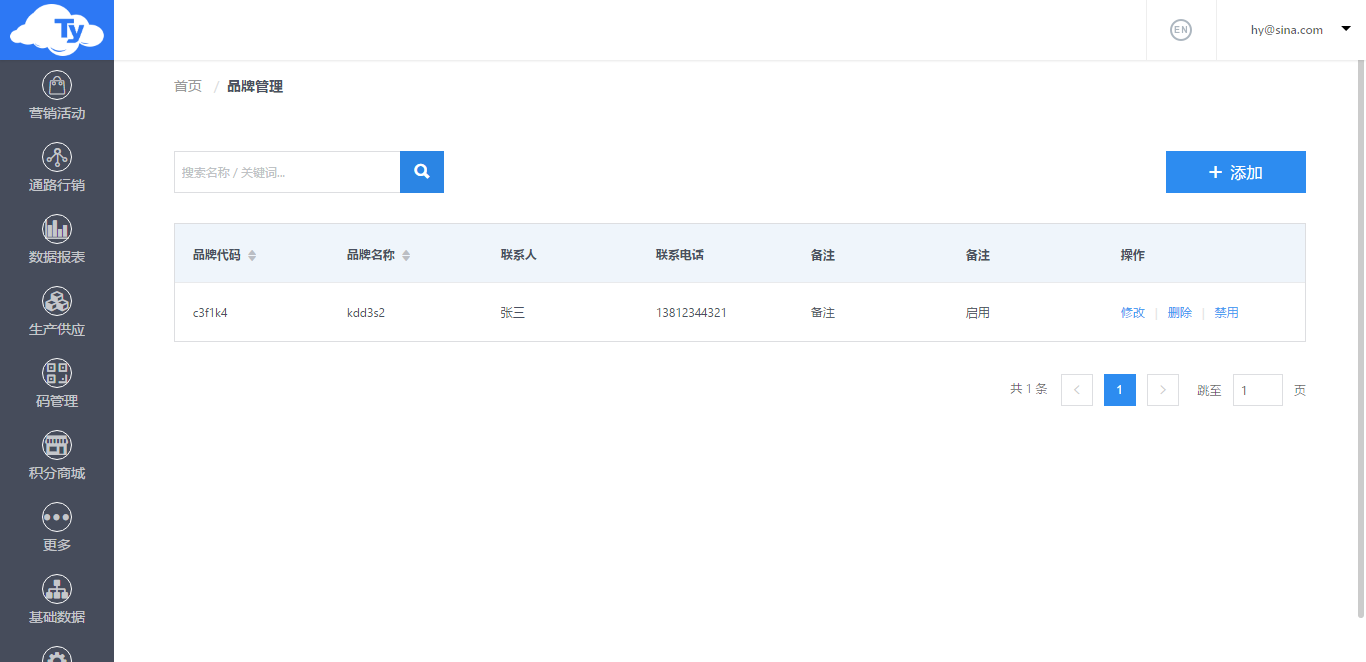 Ty
EN
hy@sina.com
营销活动
通路行销
数据报表
生产供应
码管理
积分商城
更多
基础数据
首页 / 品牌管理
搜索名称 / 关键词...
+ 添加
品牌代码 品牌名称 联系人 联系电话 备注 备注 操作
c3f1k4 kdd3s2 张三 13812344321 备注 启用 修改 | 删除 | 禁用
共 1 条 < 1 > 跳至 1 页